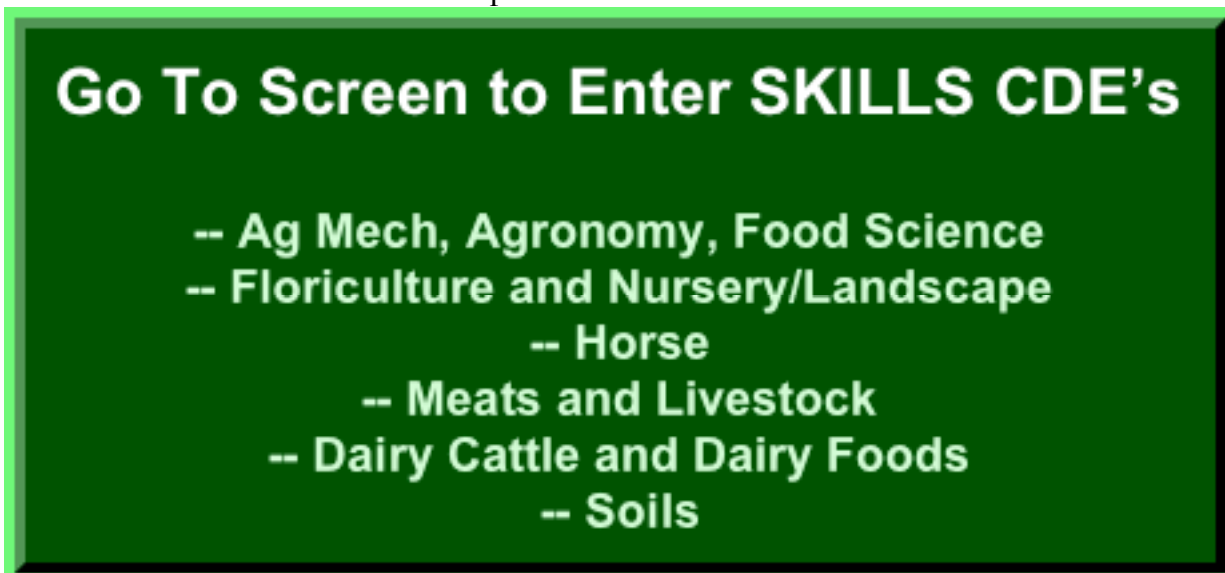 Go To Screen to Enter SKILLS CDE's
-- Ag Mech, Agronomy, Food Science
-- Floriculture and Nursery/Landscape
-- Horse
-- Meats and Livestock
-- Dairy Cattle and Dairy Foods
-- Soils